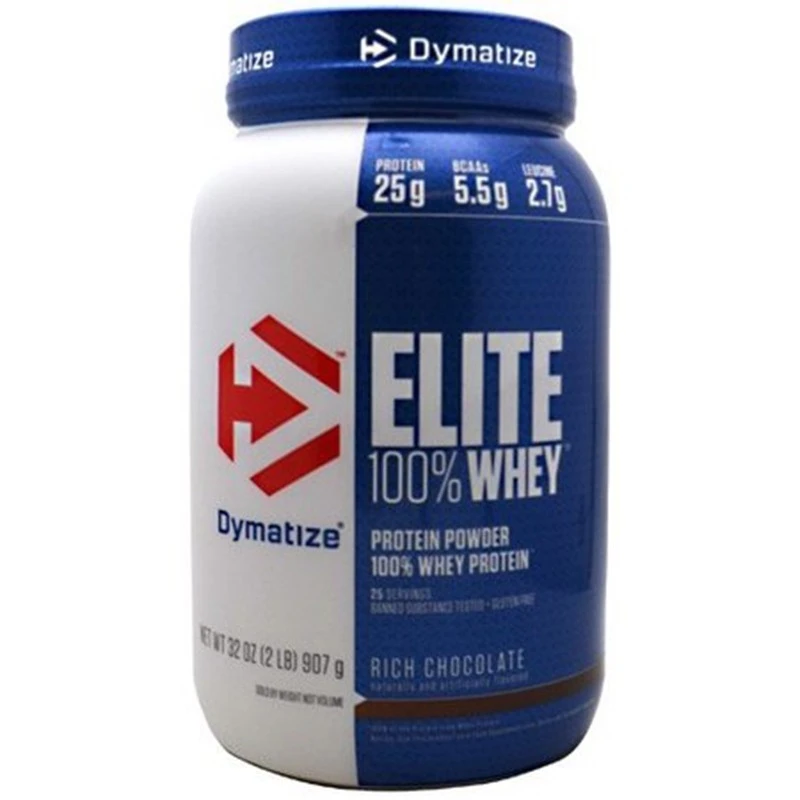 matize
Dymatize
PROTEIN BCAAs LEUCINE
25g 5.5g 2.7g
ELITE
100% WHEY
Dymatize
PROTEIN POWDER
100% WHEY PROTEIN
25 SERVINGS
BANNED SUBSTANCE TESTED • GLUTEN FREE
NET WT 32 OZ (2 LB) 907 g
SOLD BY WEIGHT NOT VOLUME
RICH CHOCOLATE
naturally and artificially flavored